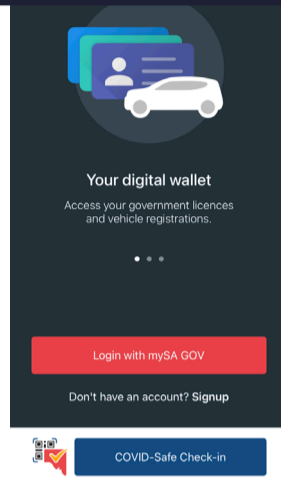 Your digital wallet
Access your government licences
and vehicle registrations.
Login with mySA GOV
Don't have an account? Signup
COVID-Safe Check-in